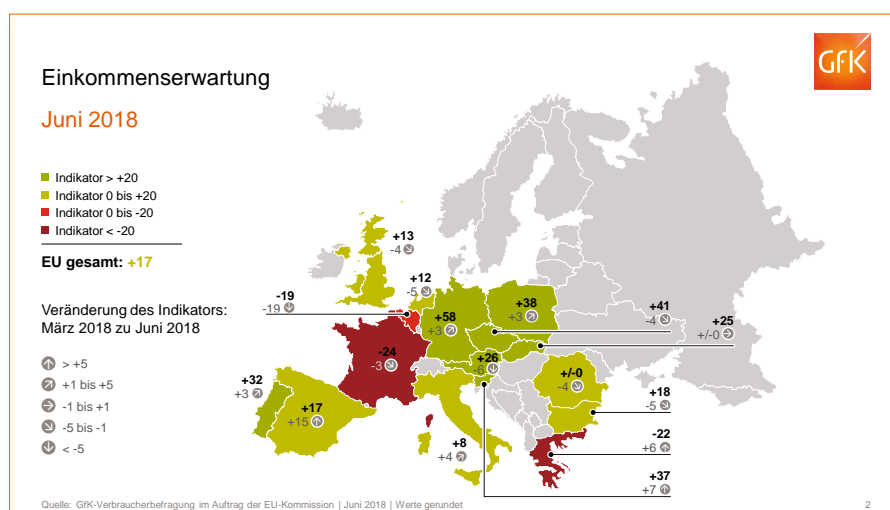 GfK
Einkommenserwartung
Juni 2018
Indikator > +20
Indikator 0 bis +20
Indikator 0 bis -20
Indikator < -20
EU gesamt: +17
Veränderung des Indikators:
März 2018 zu Juni 2018
> +5
+1 bis +5
-1 bis +1
-5 bis -1
< -5
+13
-4
+12
-5
-19
-19
+58
+3
+38
+3
+41
-4
+25
+/-0
-24
-3
+26
-6
+/-0
-4
+32
+3
+17
+15
+18
-5
+8
+4
-22
+6
+37
+7
Quelle: GfK-Verbraucherbefragung im Auftrag der EU-Kommission | Juni 2018 | Werte gerundet
2